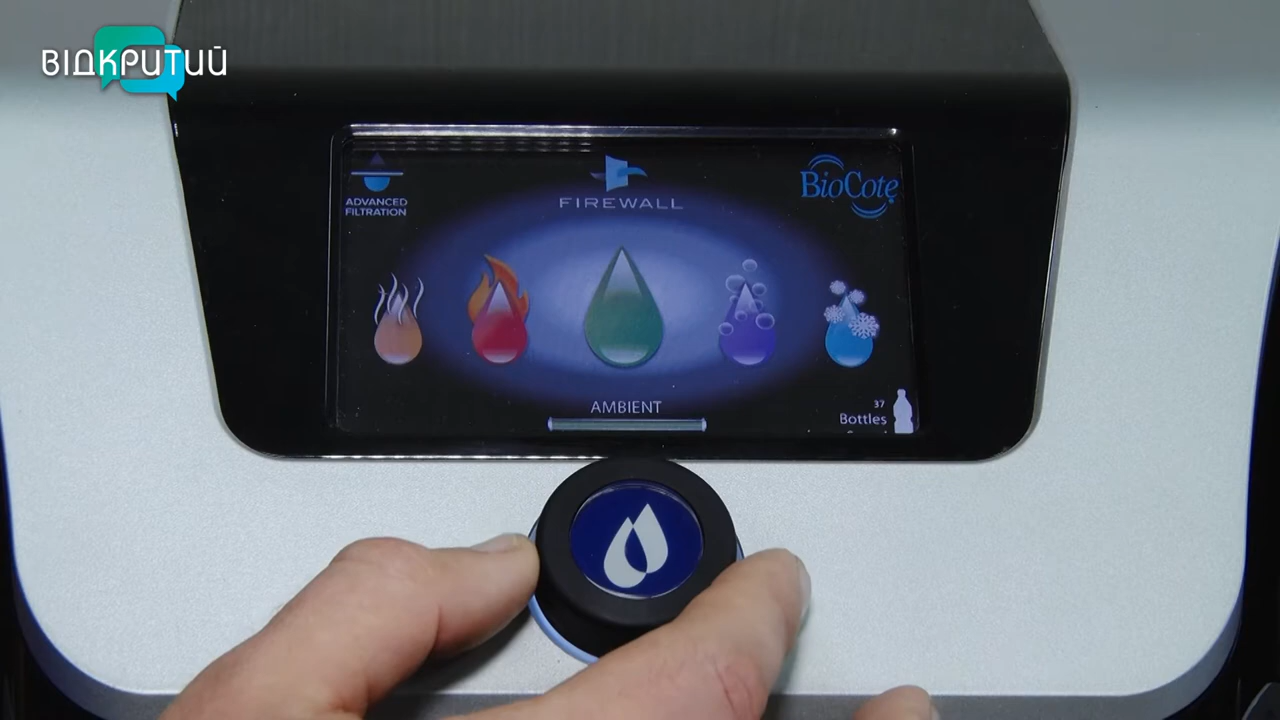 ВІДКРИТИЙ
ADVANCED
FILTRATION
FIREWALL
BioCote
AMBIENT
37
Bottles